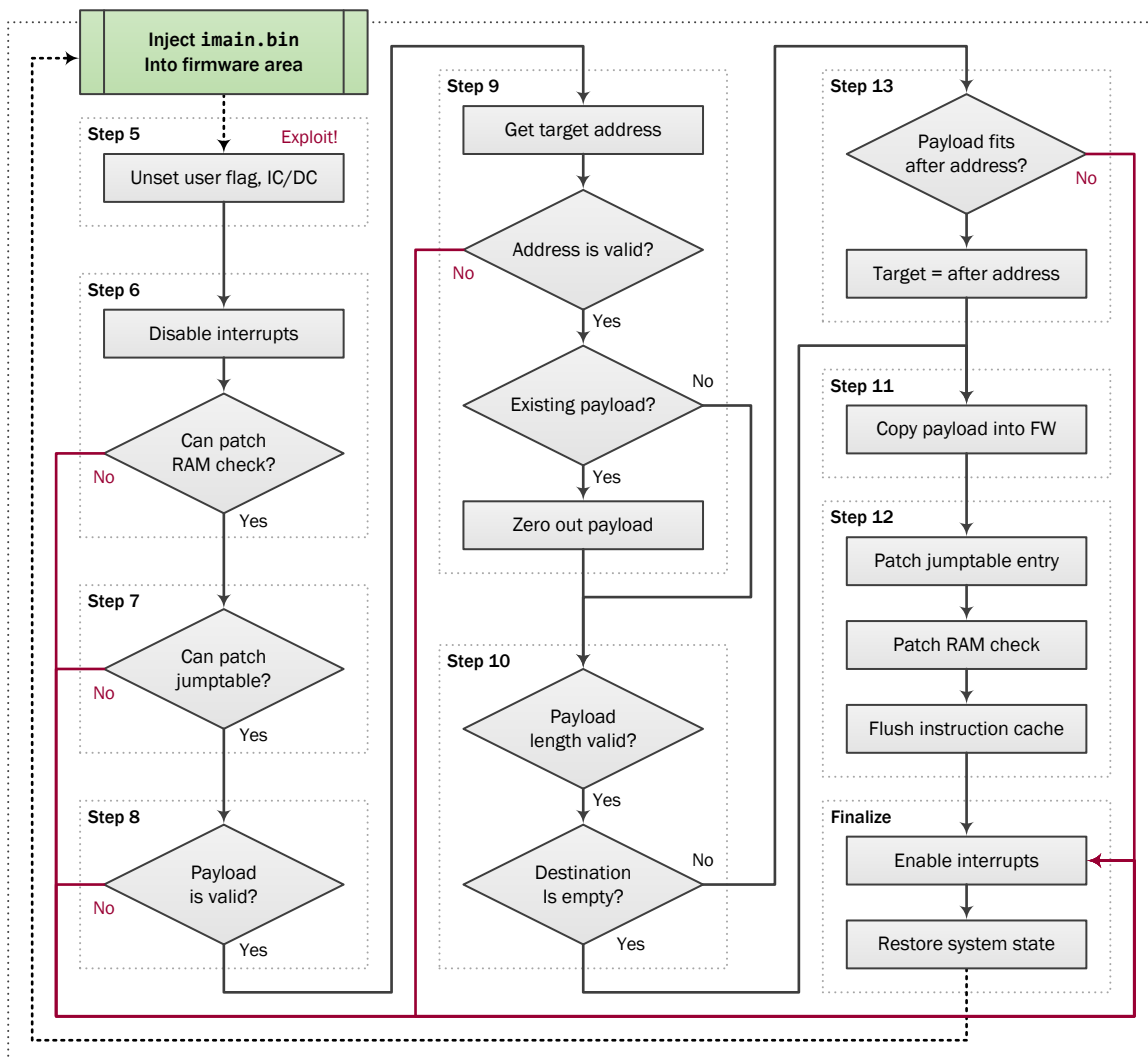 Inject imain.bin
Into firmware area
Step 5
Exploit!
Unset user flag, IC/DC
Step 6
Disable interrupts
Can patch
RAM check?
No
Yes
Step 7
Can patch
jumptable?
No
Yes
Step 8
Payload
is valid?
No
Yes
Step 9
Get target address
Address is valid?
No
Yes
Existing payload?
No
Yes
Zero out payload
Step 10
Payload
length valid?
Yes
Destination
Is empty?
No
Yes
Step 13
Payload fits
after address?
No
Target = after address
Step 11
Copy payload into FW
Step 12
Patch jumptable entry
Patch RAM check
Flush instruction cache
Finalize
Enable interrupts
Restore system state